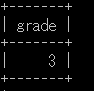 +-------+
| grade |
+-------+
|     3 |
+-------+